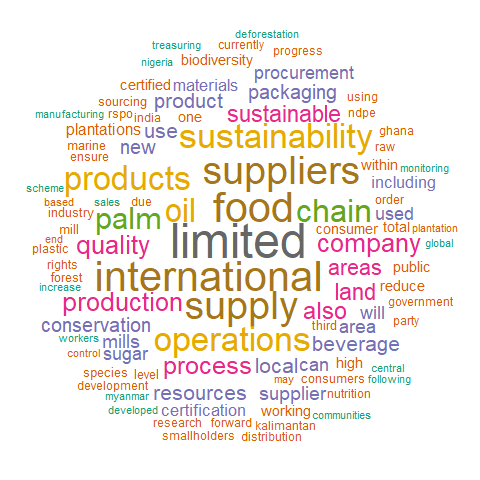 deforestation
treasuring currently progress
nigeria biodiversity
certified materials procurement
sourcing product packaging using
manufacturing rspo india one sustainable ndpe
plantations use sustainability ghana
marine new suppliers raw
ensure within monitoring
products including
scheme based sales due oil food chain used order
industry palm limited consumer total plantation
mill quality company global
end
plastic
rights international areas public
forest land reduce
increase production supply also will government
conservation third area party
workers mills operations beverage
control sugar process local can high central
species level may consumers following
development
myanmar resources supplier nutrition
developed certification working communities
research forward kalimantan
smallholders distribution